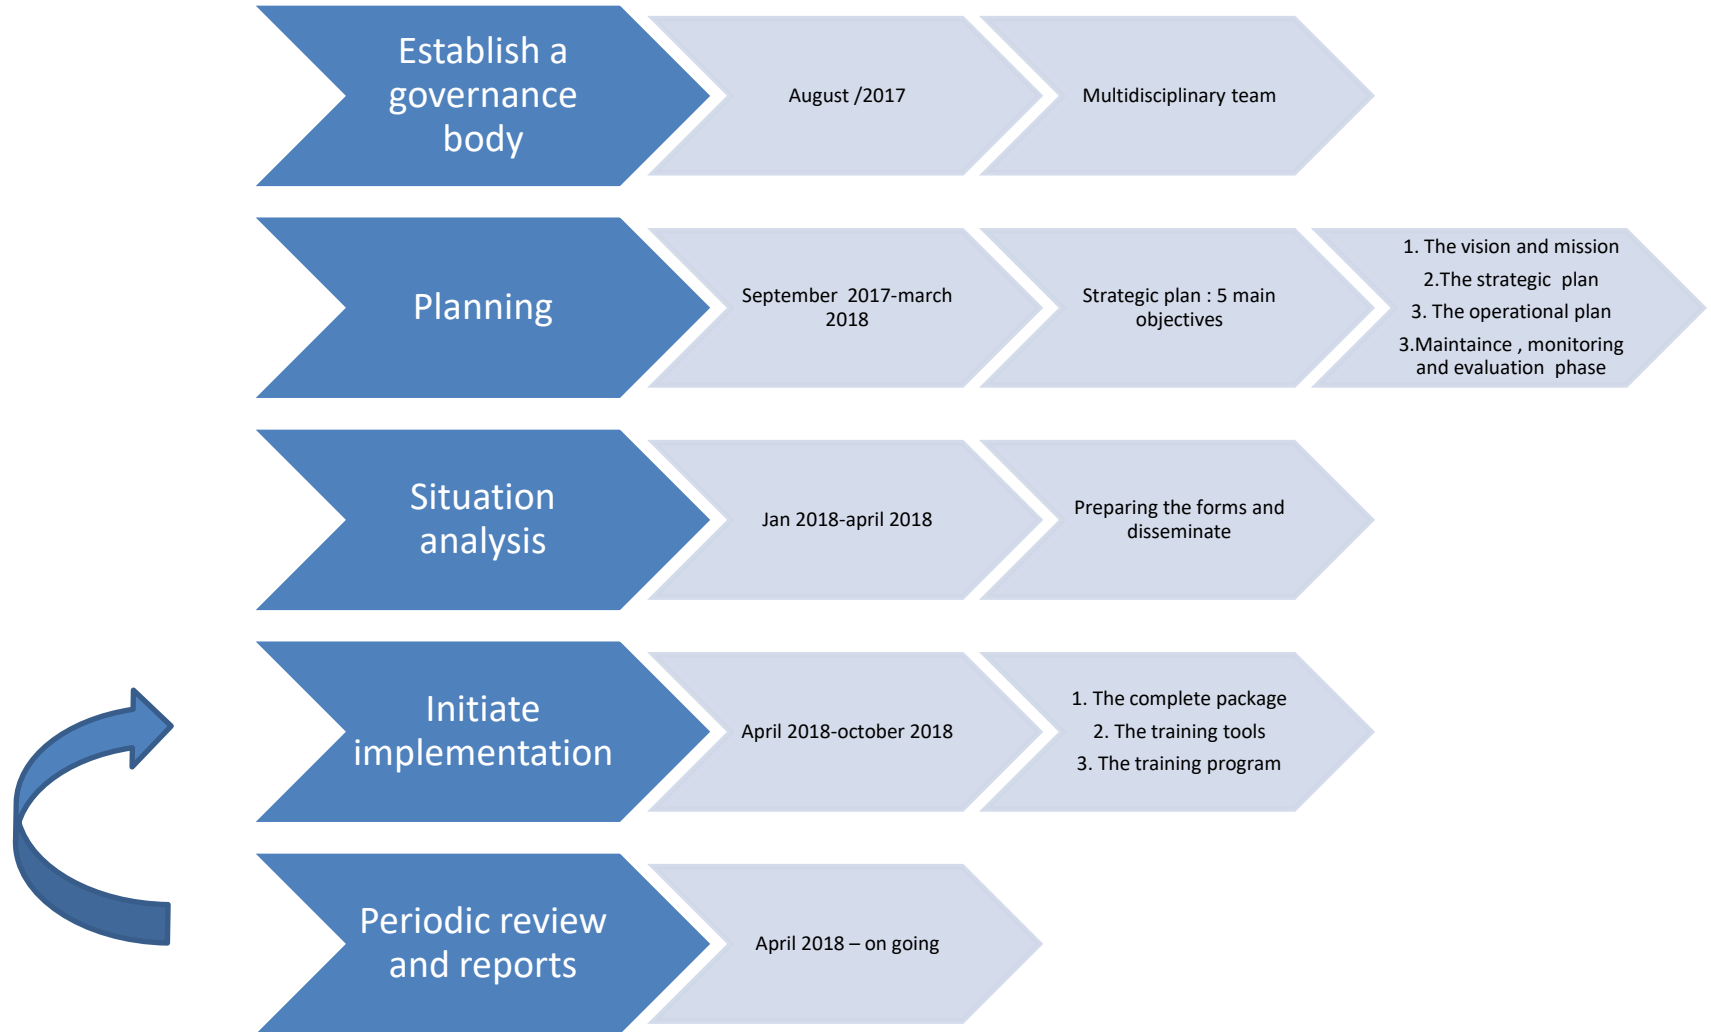 Establish a
governance
body
August /2017
Multidisciplinary team
Planning
September  2017-march
2018
Strategic plan : 5 main
objectives
1. The vision and mission
2.The strategic  plan
3. The operational plan
3.Maintaince , monitoring
and evaluation  phase
Situation
analysis
Jan 2018-april 2018
Preparing the forms and
disseminate
Initiate
implementation
April 2018-october 2018
1. The complete package
2. The training tools
3. The training program
Periodic review
and reports
April 2018 – on going